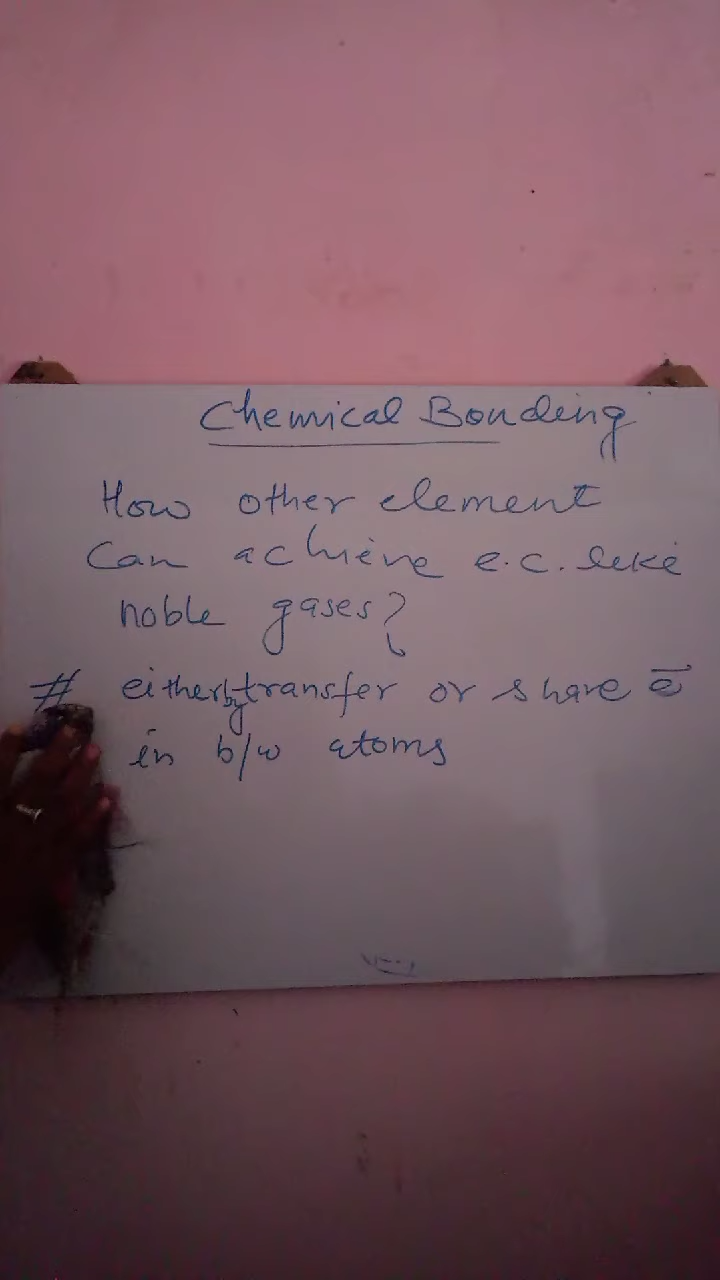 Chemical Bonding
How other element
Can achieve e.c. like
noble gases?
# either by transfer or share ē
in b/w atoms